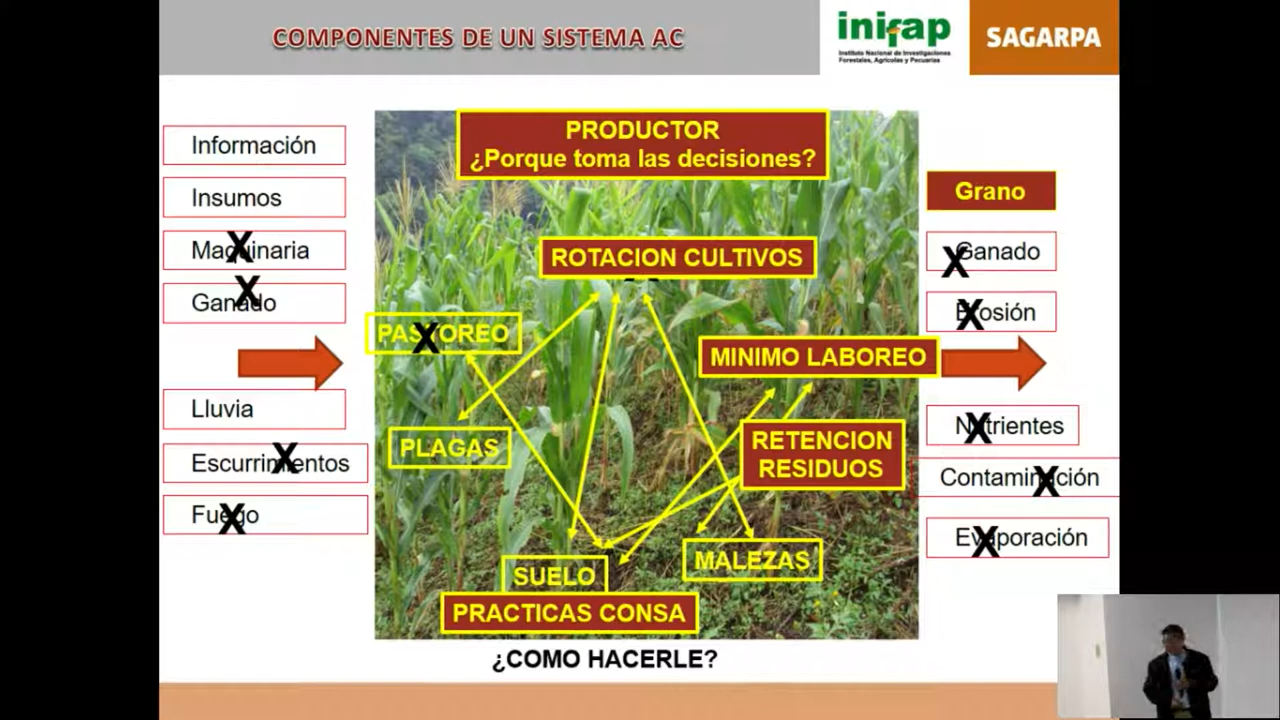 COMPONENTES DE UN SISTEMA AC
inifap
Instituto Nacional de Investigaciones
Forestales, Agrícolas y Pecuarias
SAGARPA
Información
Insumos
Maquinaria
X
Ganado
X
Lluvia
Escurrimientos
X
Fuego
X
PRODUCTOR
¿Porque toma las decisiones?
ROTACION CULTIVOS
PASTOREO
X
MINIMO LABOREO
PLAGAS
RETENCION
RESIDUOS
SUELO
MALEZAS
PRACTICAS CONSA
¿COMO HACERLE?
Grano
Ganado
X
Erosión
X
Nutrientes
X
Contaminación
X
Evaporación
X